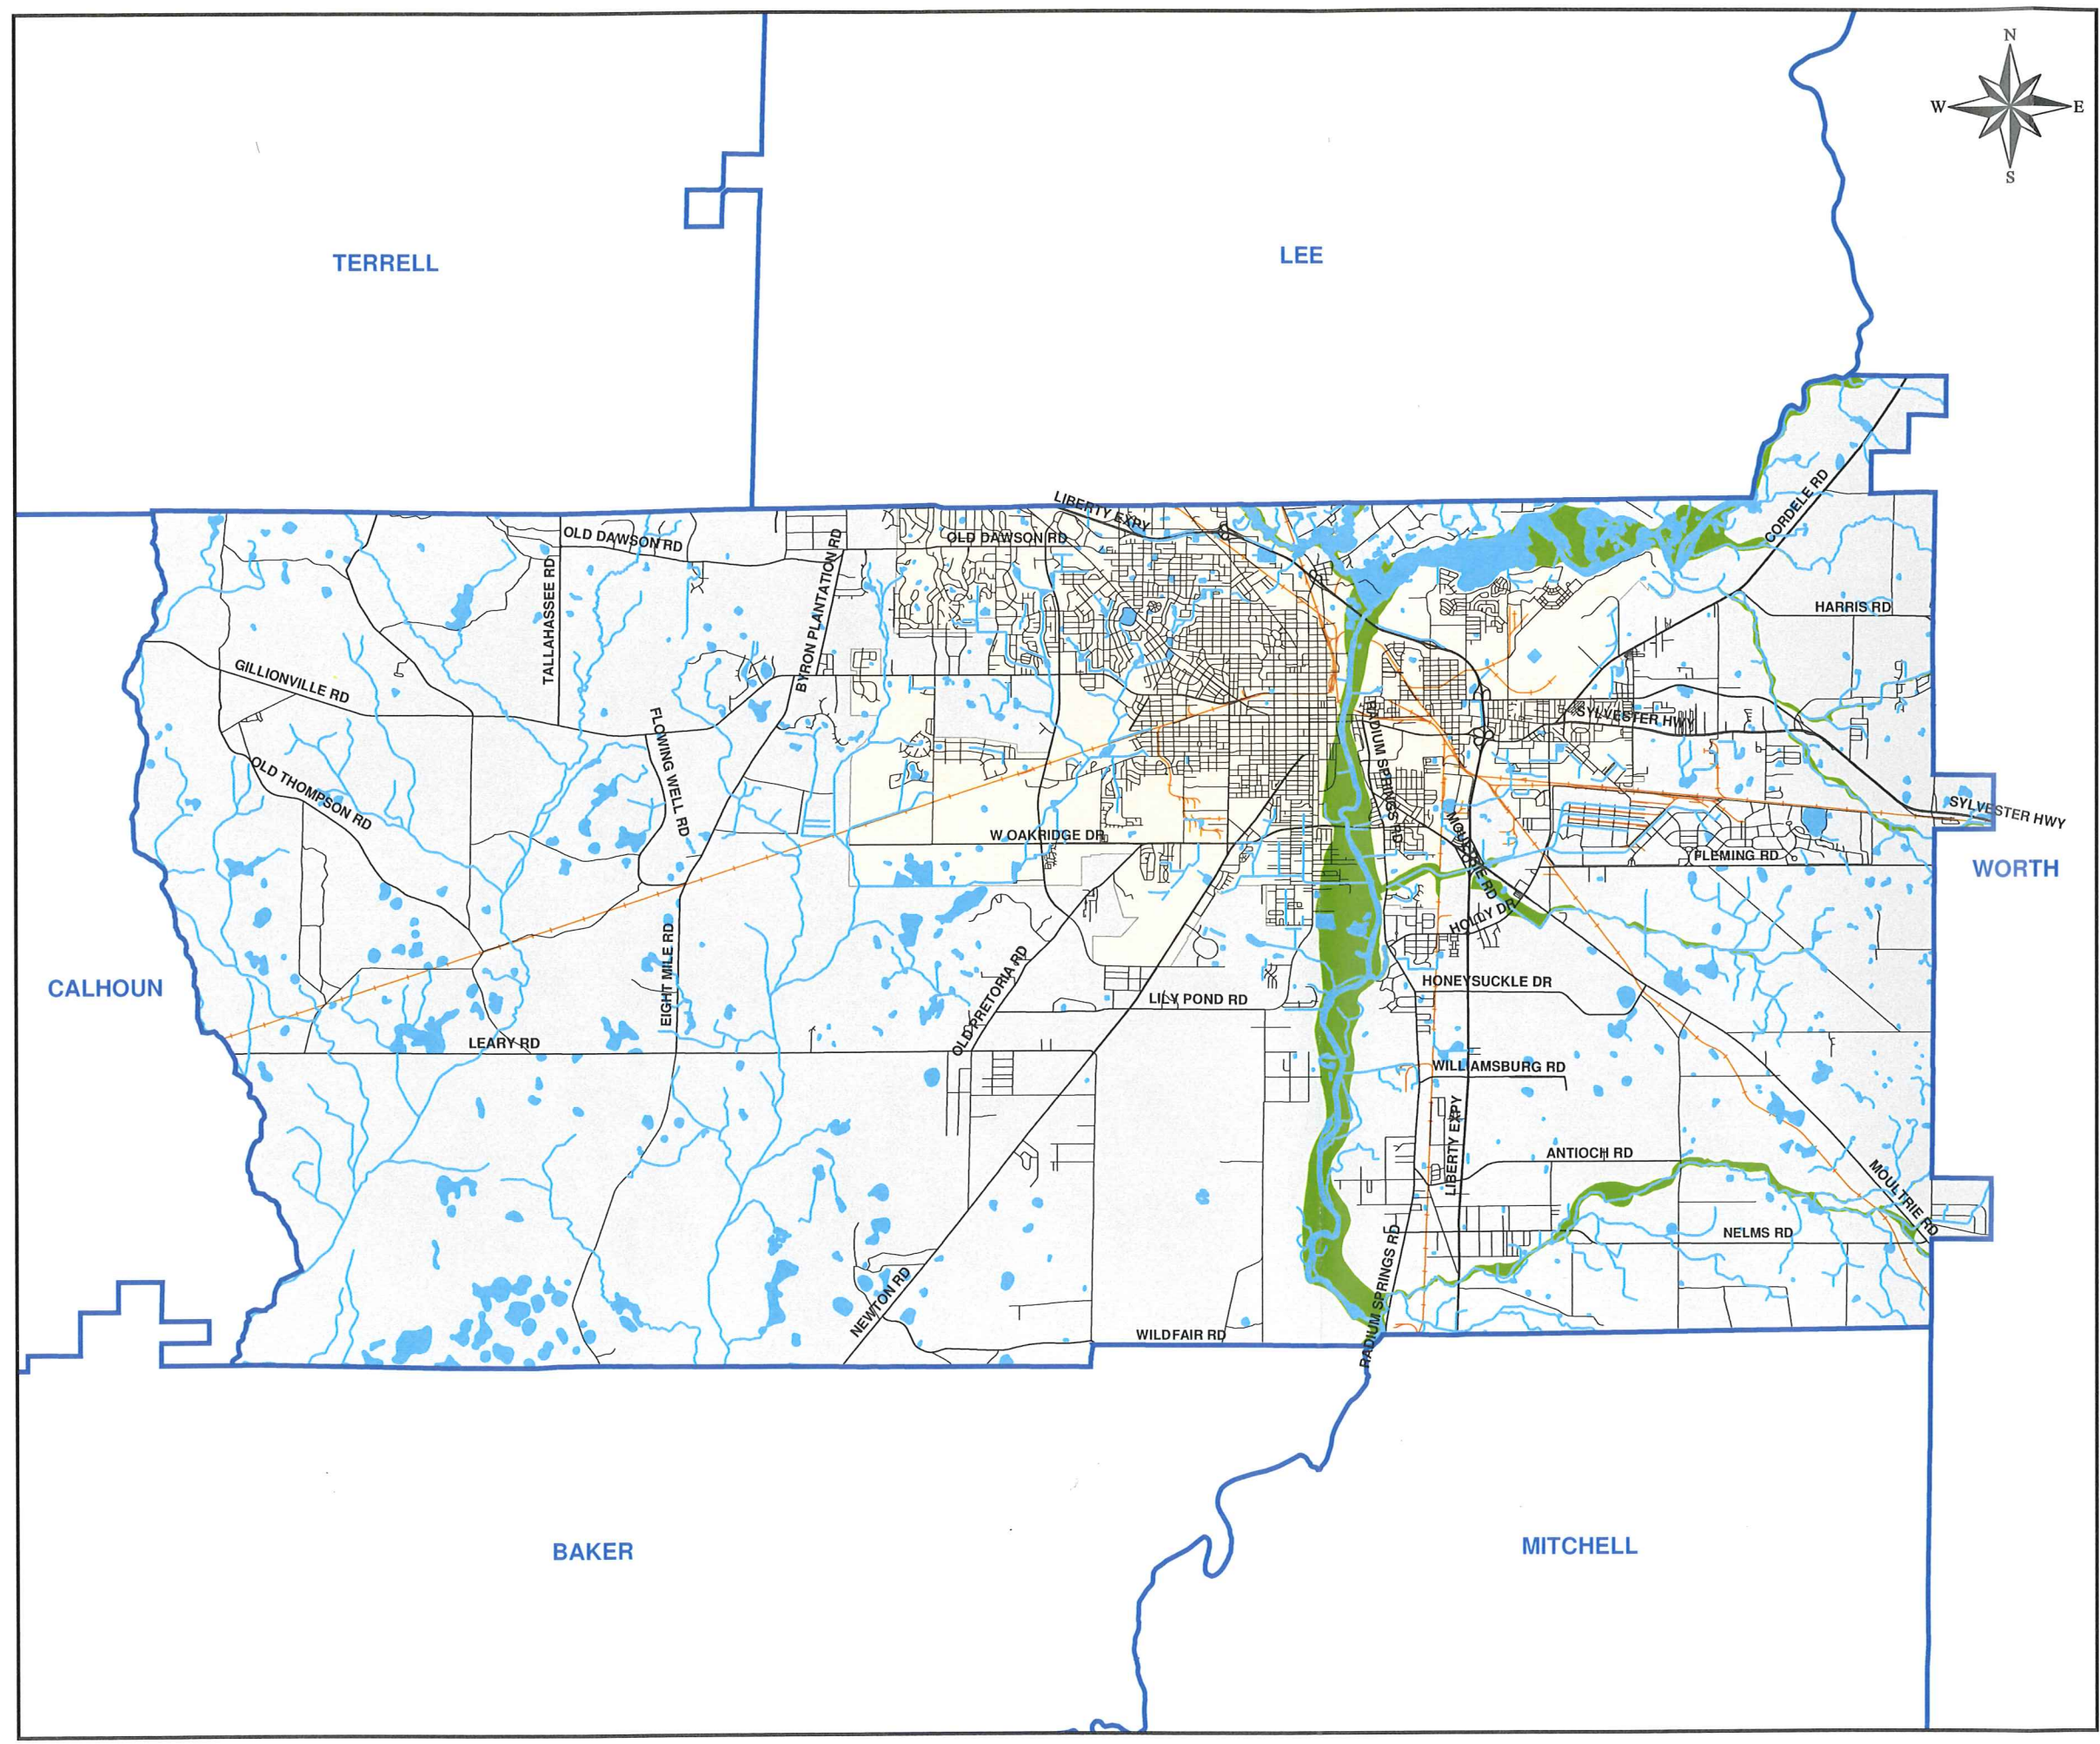 N
W E
S
TERRELL
LEE
LIBERTY EXPY
OLD DAWSON RD
OLD DAWSON RD
CORDELE RD
TALLAHASSEE RD
BYRON PLANTATION RD
HARRIS RD
GILLIONVILLE RD
FLOWING WELL RD
RADIUM SPRINGS RD
SYLVESTER HWY
OLD THOMPSON RD
SYLVESTER HWY
W OAKRIDGE DR
MOULTRIE RD
FLEMING RD
WORTH
HOLLY DR
CALHOUN
EIGHT MILE RD
OLD PRETORIA RD
HONEYSUCKLE DR
LILY POND RD
LEARY RD
WILLIAMSBURG RD
LIBERTY EXPY
ANTIOCH RD
MOULTRIE RD
NELMS RD
NEWTON RD
RADIUM SPRINGS RD
WILDFAIR RD
BAKER
MITCHELL